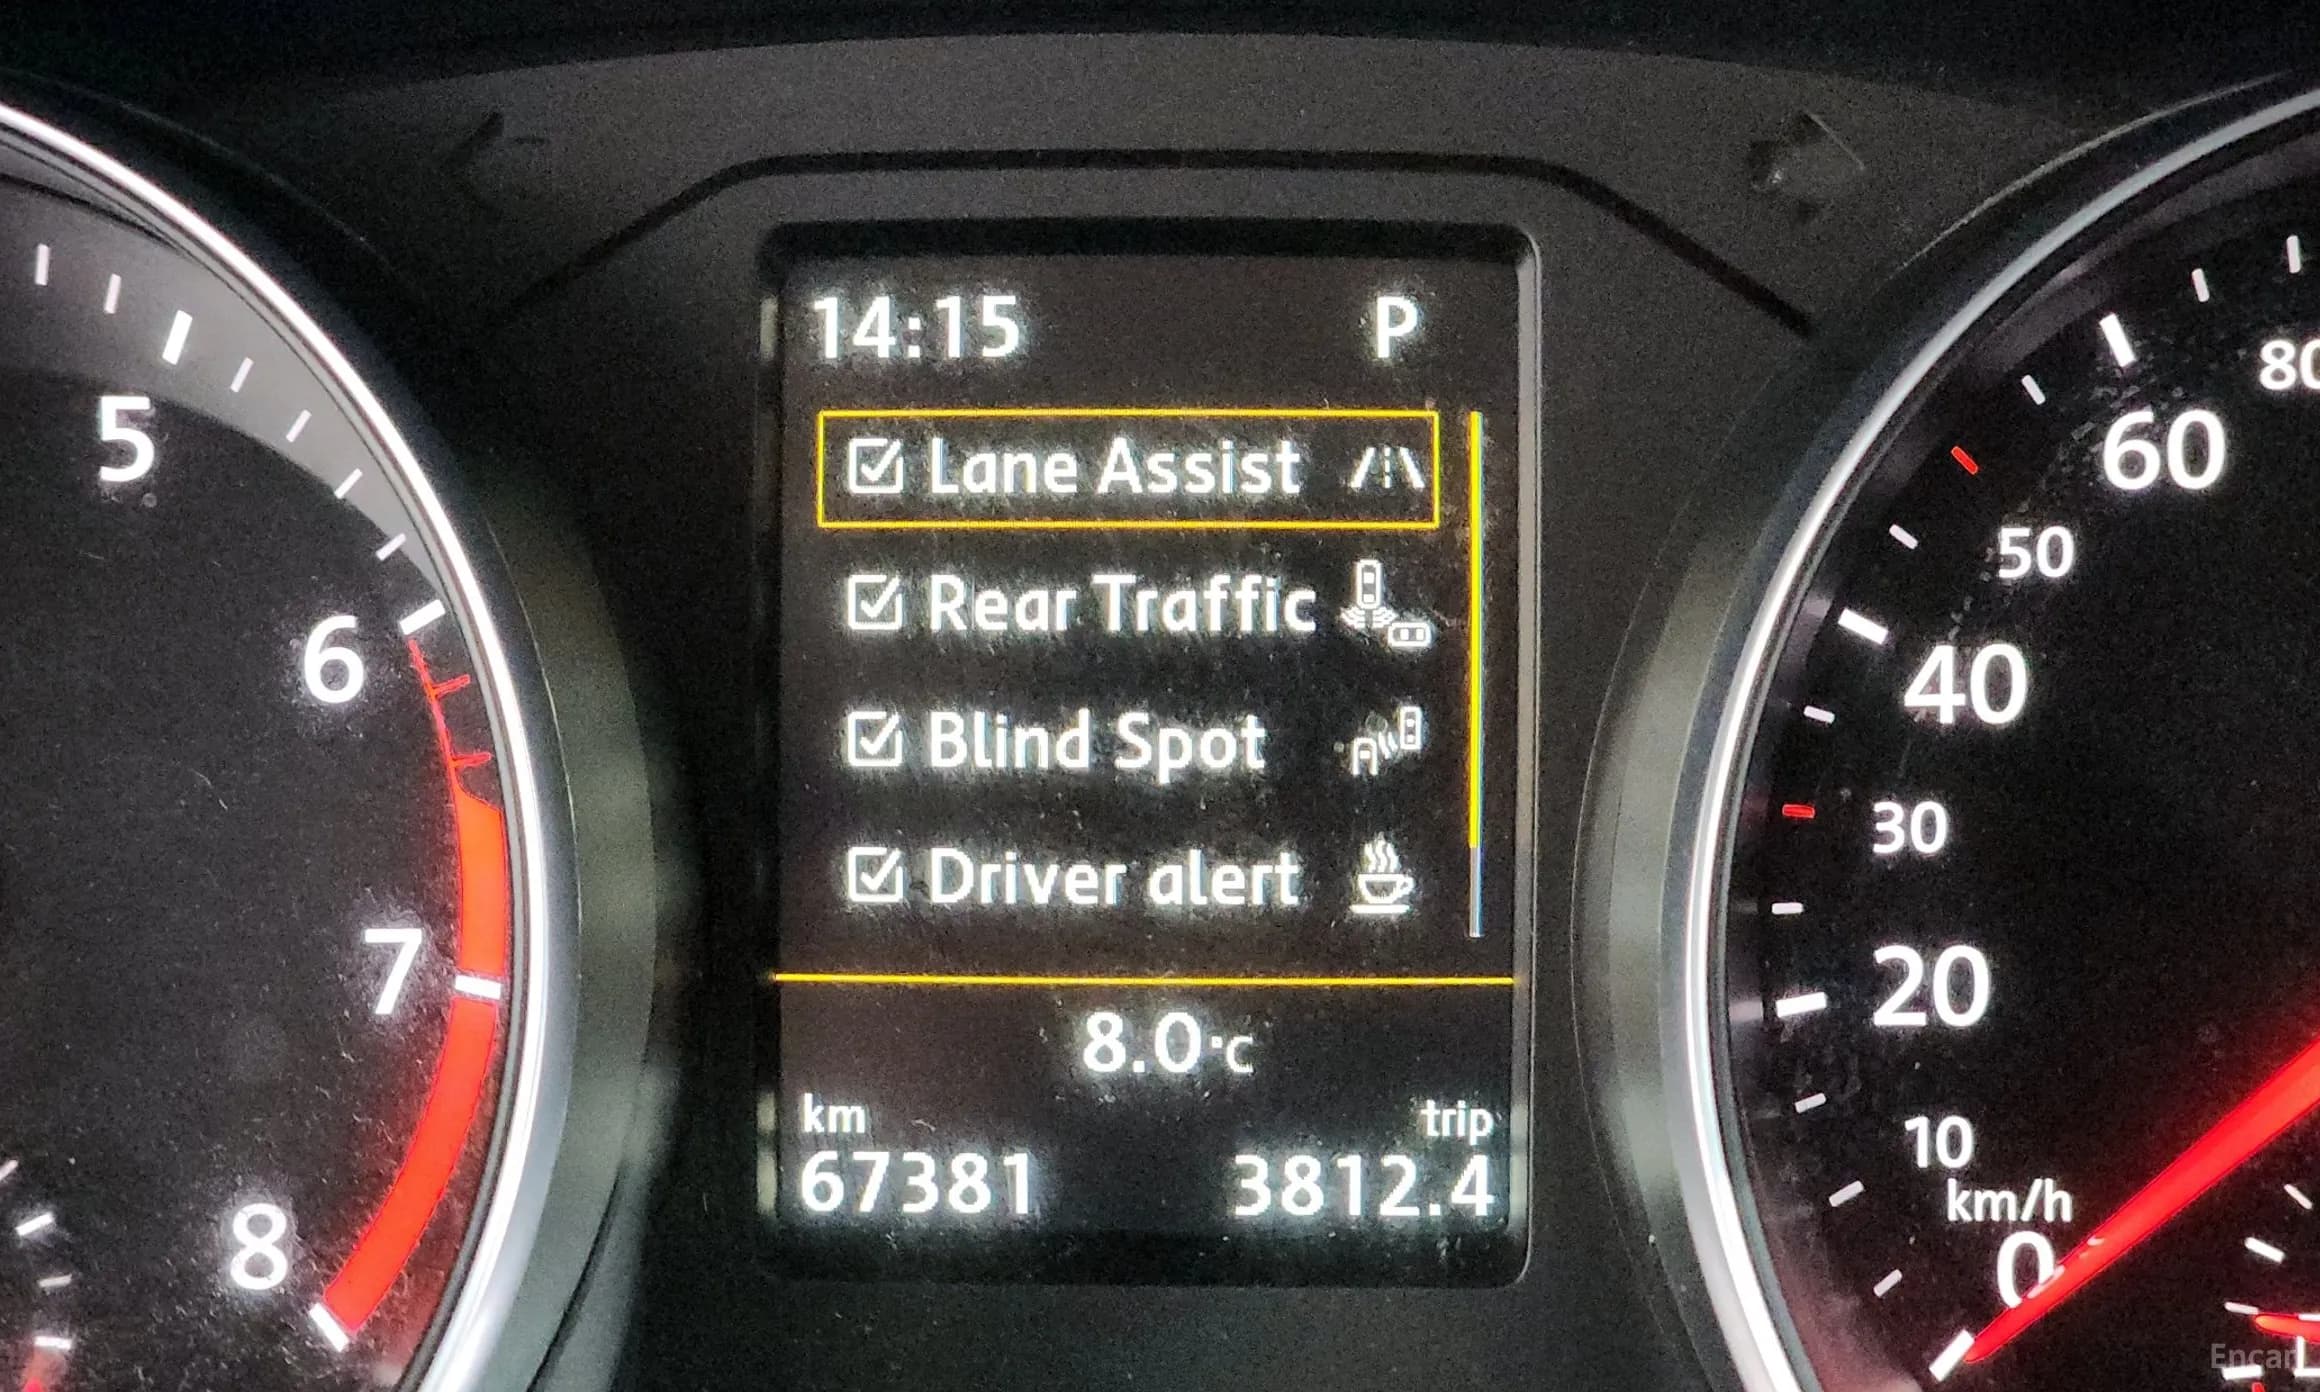 14:15 P
Lane Assist
Rear Traffic
Blind Spot
Driver alert
8.0°C
km trip
67381 3812.4
5
6
7
8
80
60
50
40
30
20
10
km/h
0
Encar